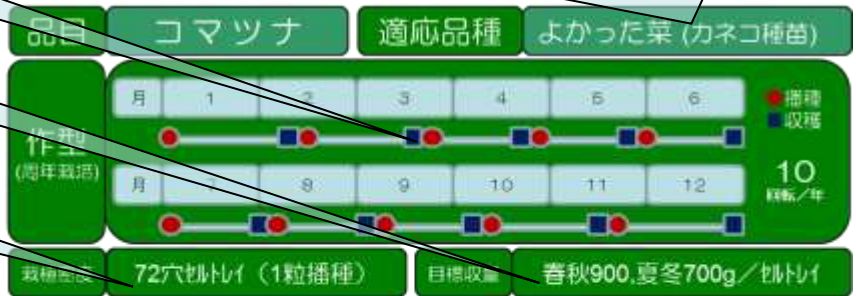 品目 コマツナ 適応品種 よかった菜 (カネコ種苗)
月 1 2 3 4 5 6
播種
収穫
作型
(周年栽培)
10
回転/年
月 7 8 9 10 11 12
栽植密度 72穴セルトレイ (1粒播種) 目標収量 春秋900,夏冬700g/セルトレイ